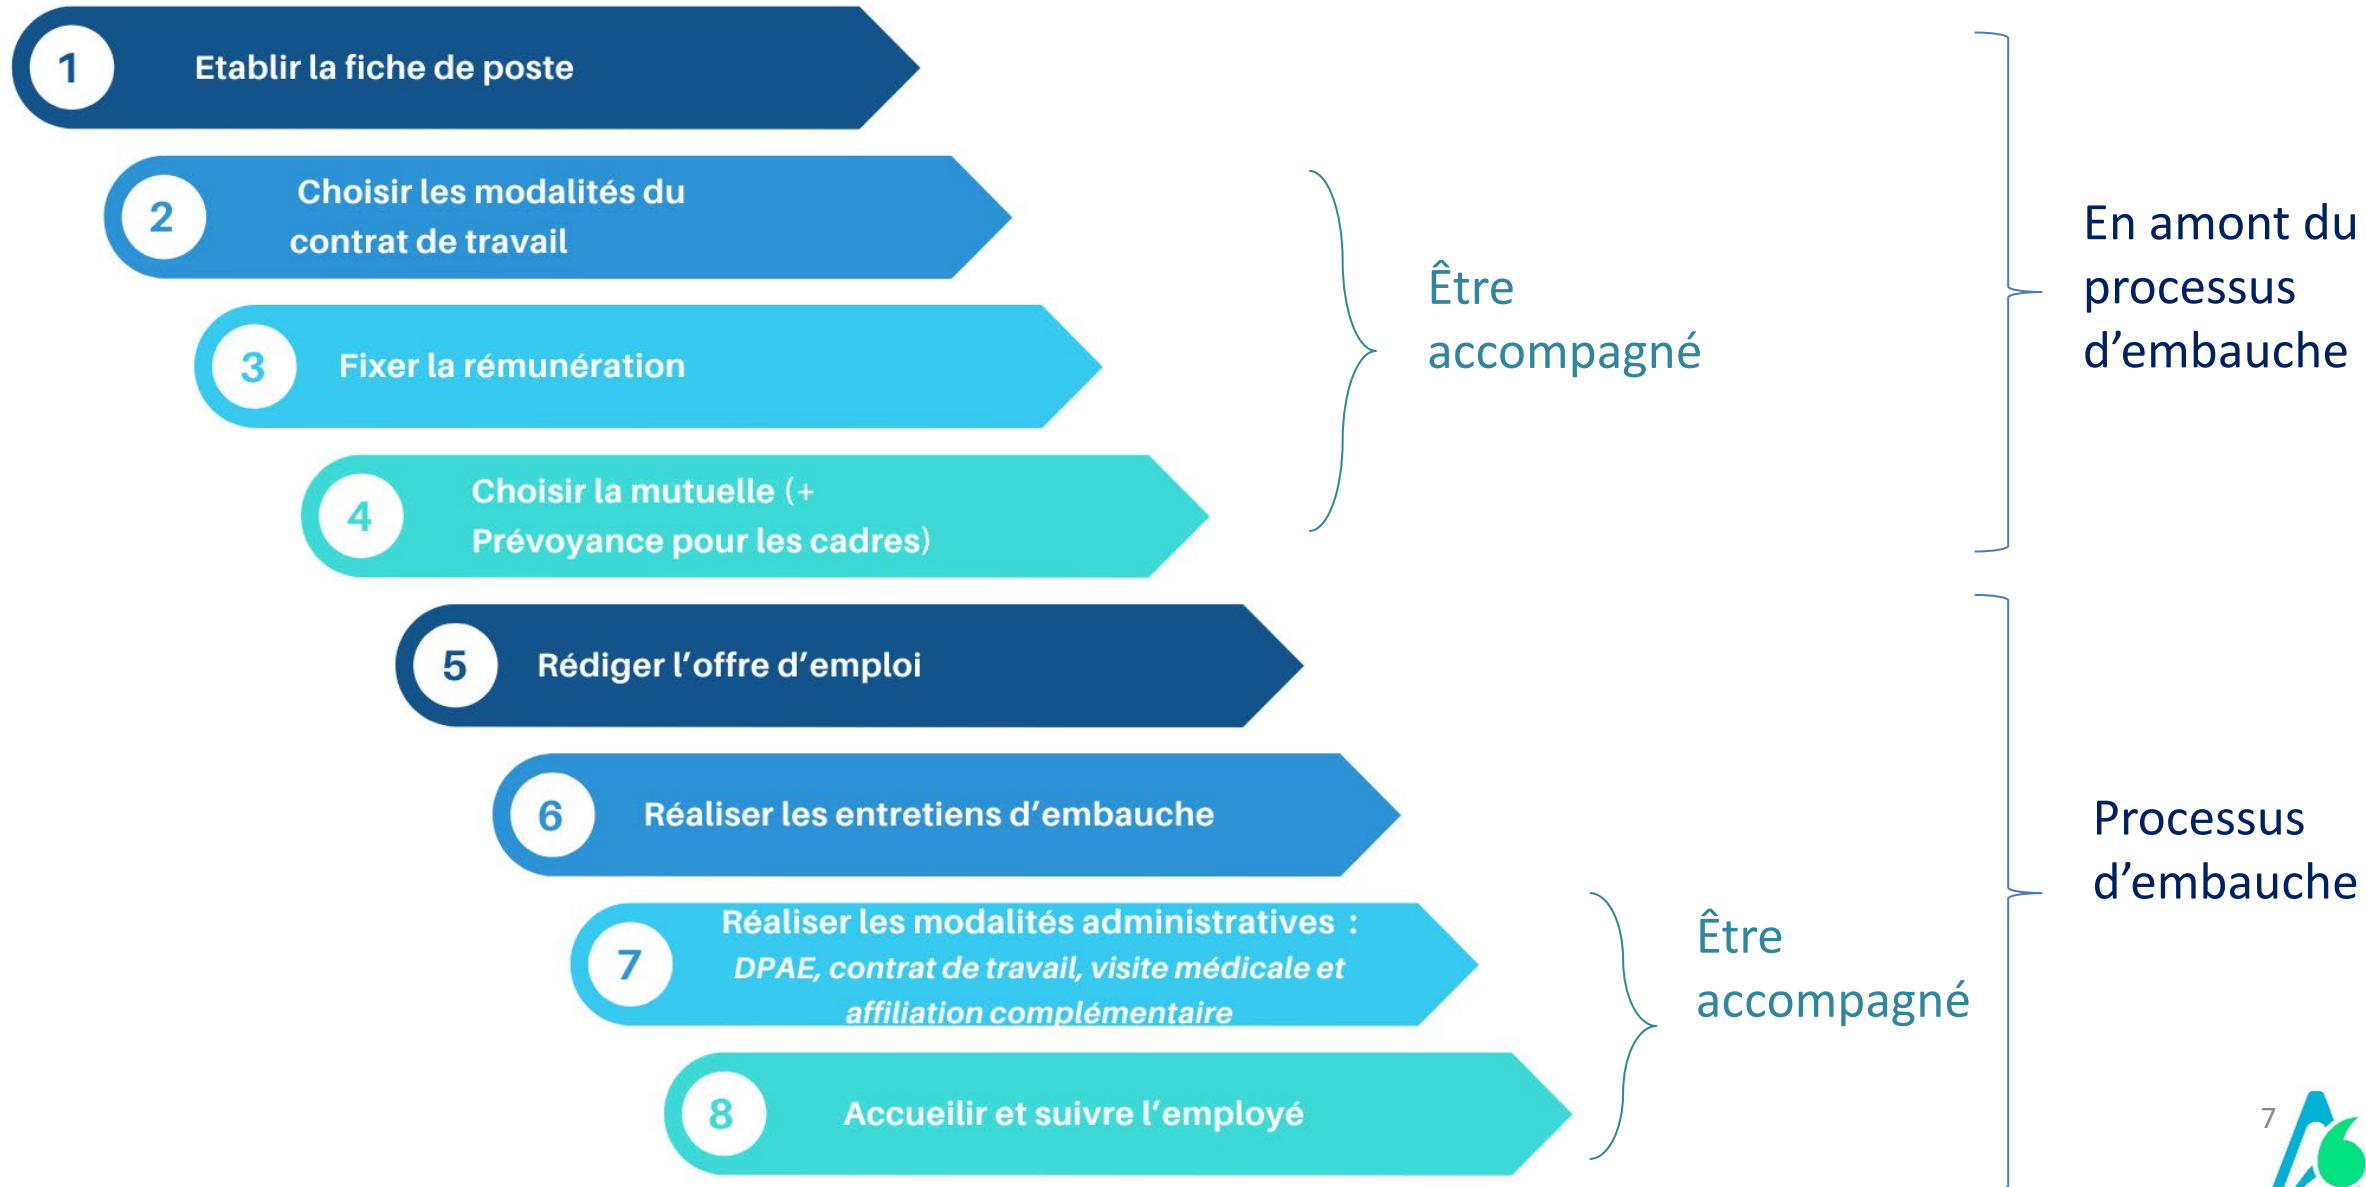 1
Etablir la fiche de poste
2
Choisir les modalités du
contrat de travail
3
Fixer la rémunération
4
Choisir la mutuelle (+
Prévoyance pour les cadres)
Être
accompagné
En amont du
processus
d’embauche
5
Rédiger l’offre d’emploi
6
Réaliser les entretiens d’embauche
7
Réaliser les modalités administratives :
DPAE, contrat de travail, visite médicale et
affiliation complémentaire
8
Accueilir et suivre l’employé
Être
accompagné
Processus
d’embauche
7